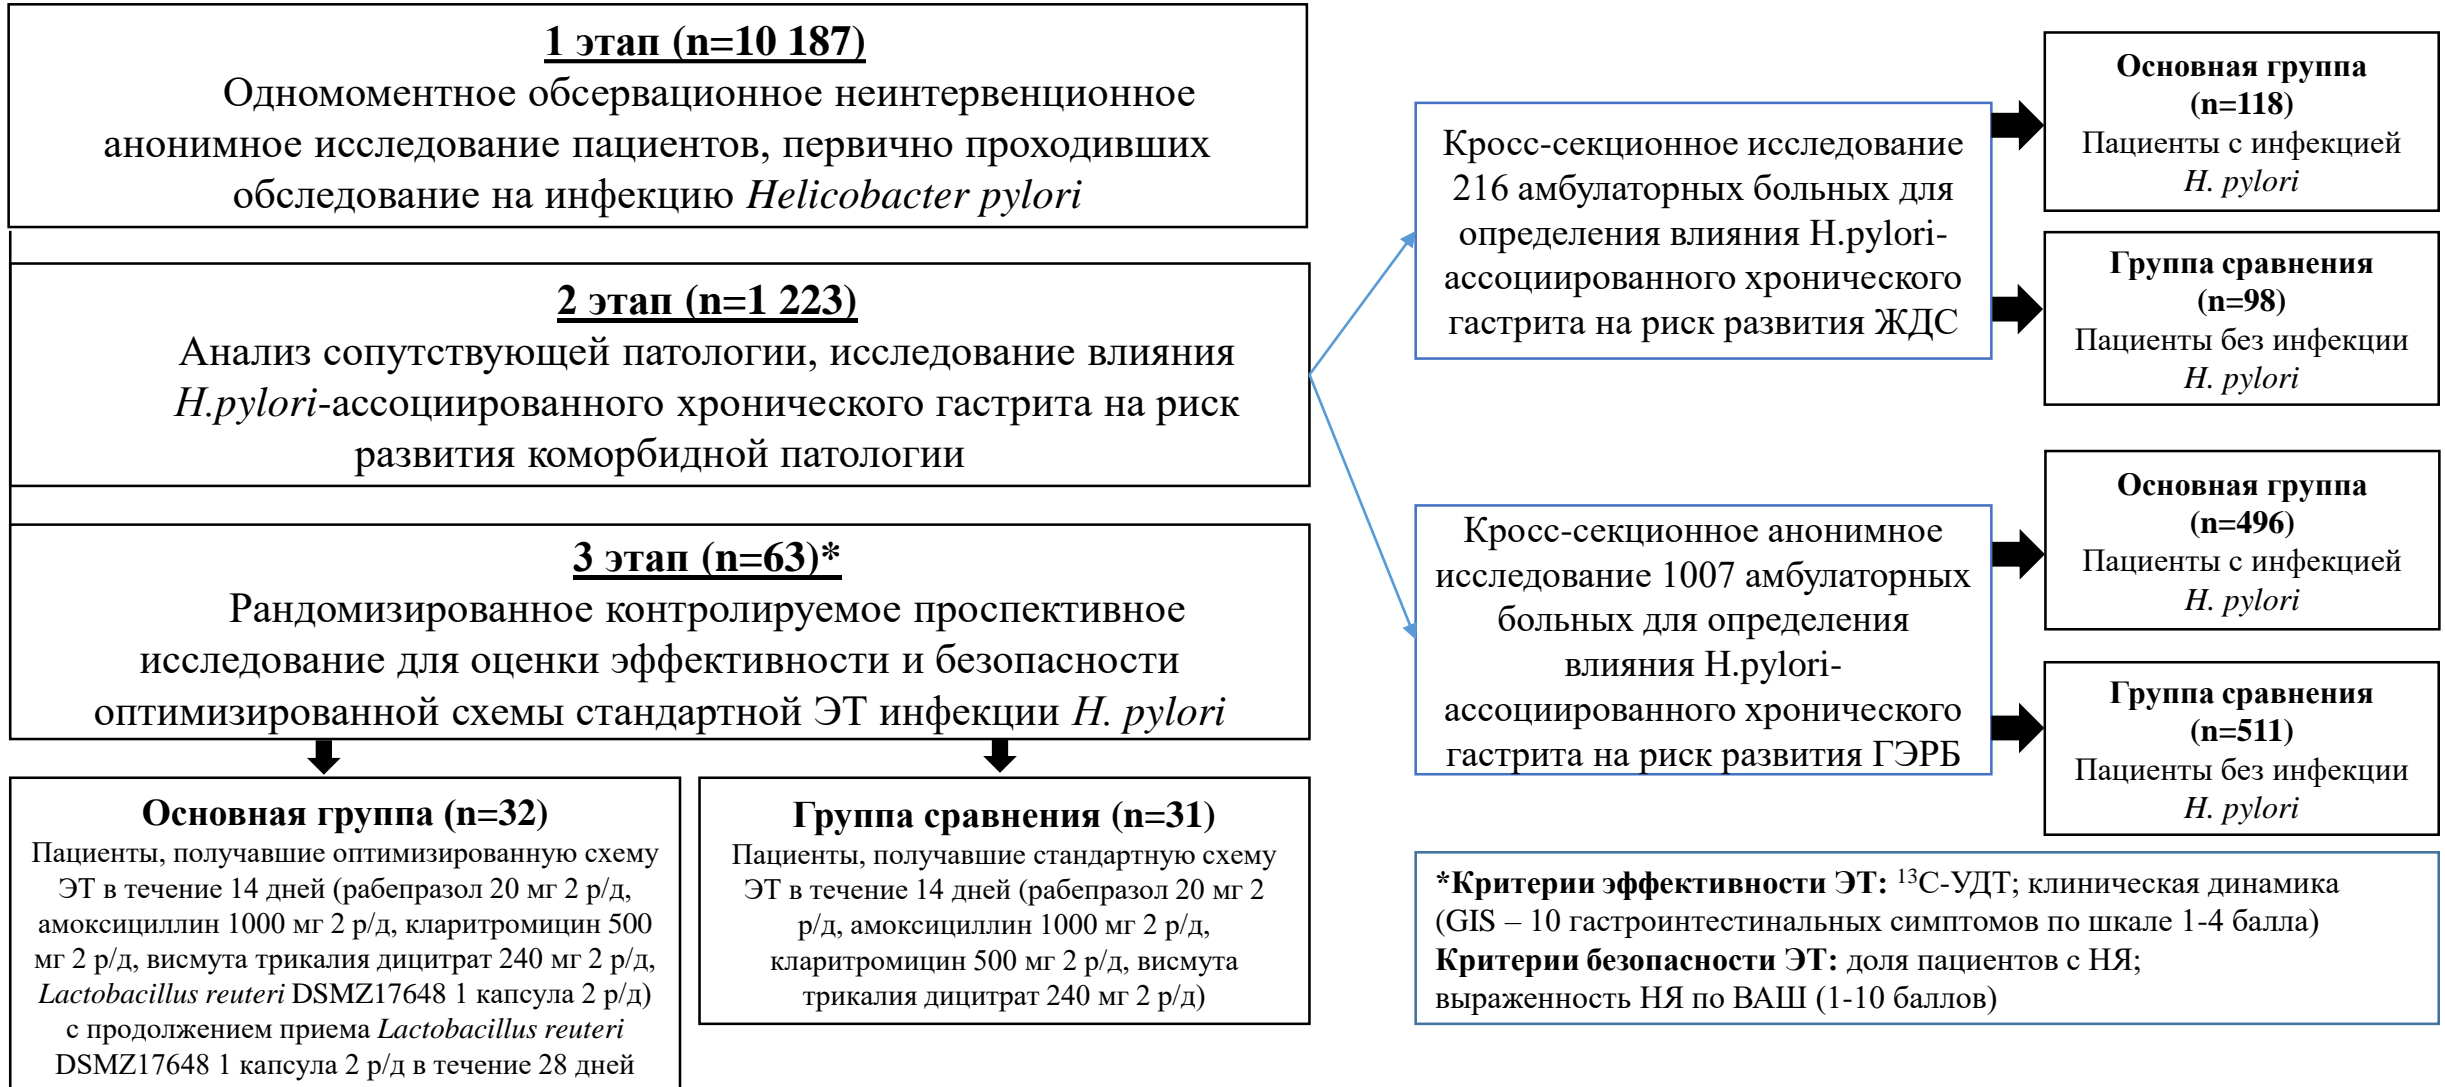 1 этап (n=10 187)
Одномоментное обсервационное неинтервенционное
анонимное исследование пациентов, первично проходивших
обследование на инфекцию Helicobacter pylori
2 этап (n=1 223)
Анализ сопутствующей патологии, исследование влияния
H.pylori-ассоциированного хронического гастрита на риск
развития коморбидной патологии
3 этап (n=63)*
Рандомизированное контролируемое проспективное
исследование для оценки эффективности и безопасности
оптимизированной схемы стандартной ЭТ инфекции H. pylori
Основная группа (n=32)
Пациенты, получавшие оптимизированную схему
ЭТ в течение 14 дней (рабепразол 20 мг 2 р/д,
амоксициллин 1000 мг 2 р/д, кларитромицин 500
мг 2 р/д, висмута трикалия дицитрат 240 мг 2 р/д,
Lactobacillus reuteri DSMZ17648 1 капсула 2 р/д)
с продолжением приема Lactobacillus reuteri
DSMZ17648 1 капсула 2 р/д в течение 28 дней
Группа сравнения (n=31)
Пациенты, получавшие стандартную схему
ЭТ в течение 14 дней (рабепразол 20 мг 2
р/д, амоксициллин 1000 мг 2 р/д,
кларитромицин 500 мг 2 р/д, висмута
трикалия дицитрат 240 мг 2 р/д)
Кросс-секционное исследование
216 амбулаторных больных для
определения влияния H.pylori-
ассоциированного хронического
гастрита на риск развития ЖДС
Основная группа
(n=118)
Пациенты с инфекцией
H. pylori
Группа сравнения
(n=98)
Пациенты без инфекции
H. pylori
Кросс-секционное анонимное
исследование 1007 амбулаторных
больных для определения
влияния H.pylori-
ассоциированного хронического
гастрита на риск развития ГЭРБ
Основная группа
(n=496)
Пациенты с инфекцией
H. pylori
Группа сравнения
(n=511)
Пациенты без инфекции
H. pylori
*Критерии эффективности ЭТ: ¹³С-УДТ; клиническая динамика
(GIS – 10 гастроинтестинальных симптомов по шкале 1-4 балла)
Критерии безопасности ЭТ: доля пациентов с НЯ;
выраженность НЯ по ВАШ (1-10 баллов)